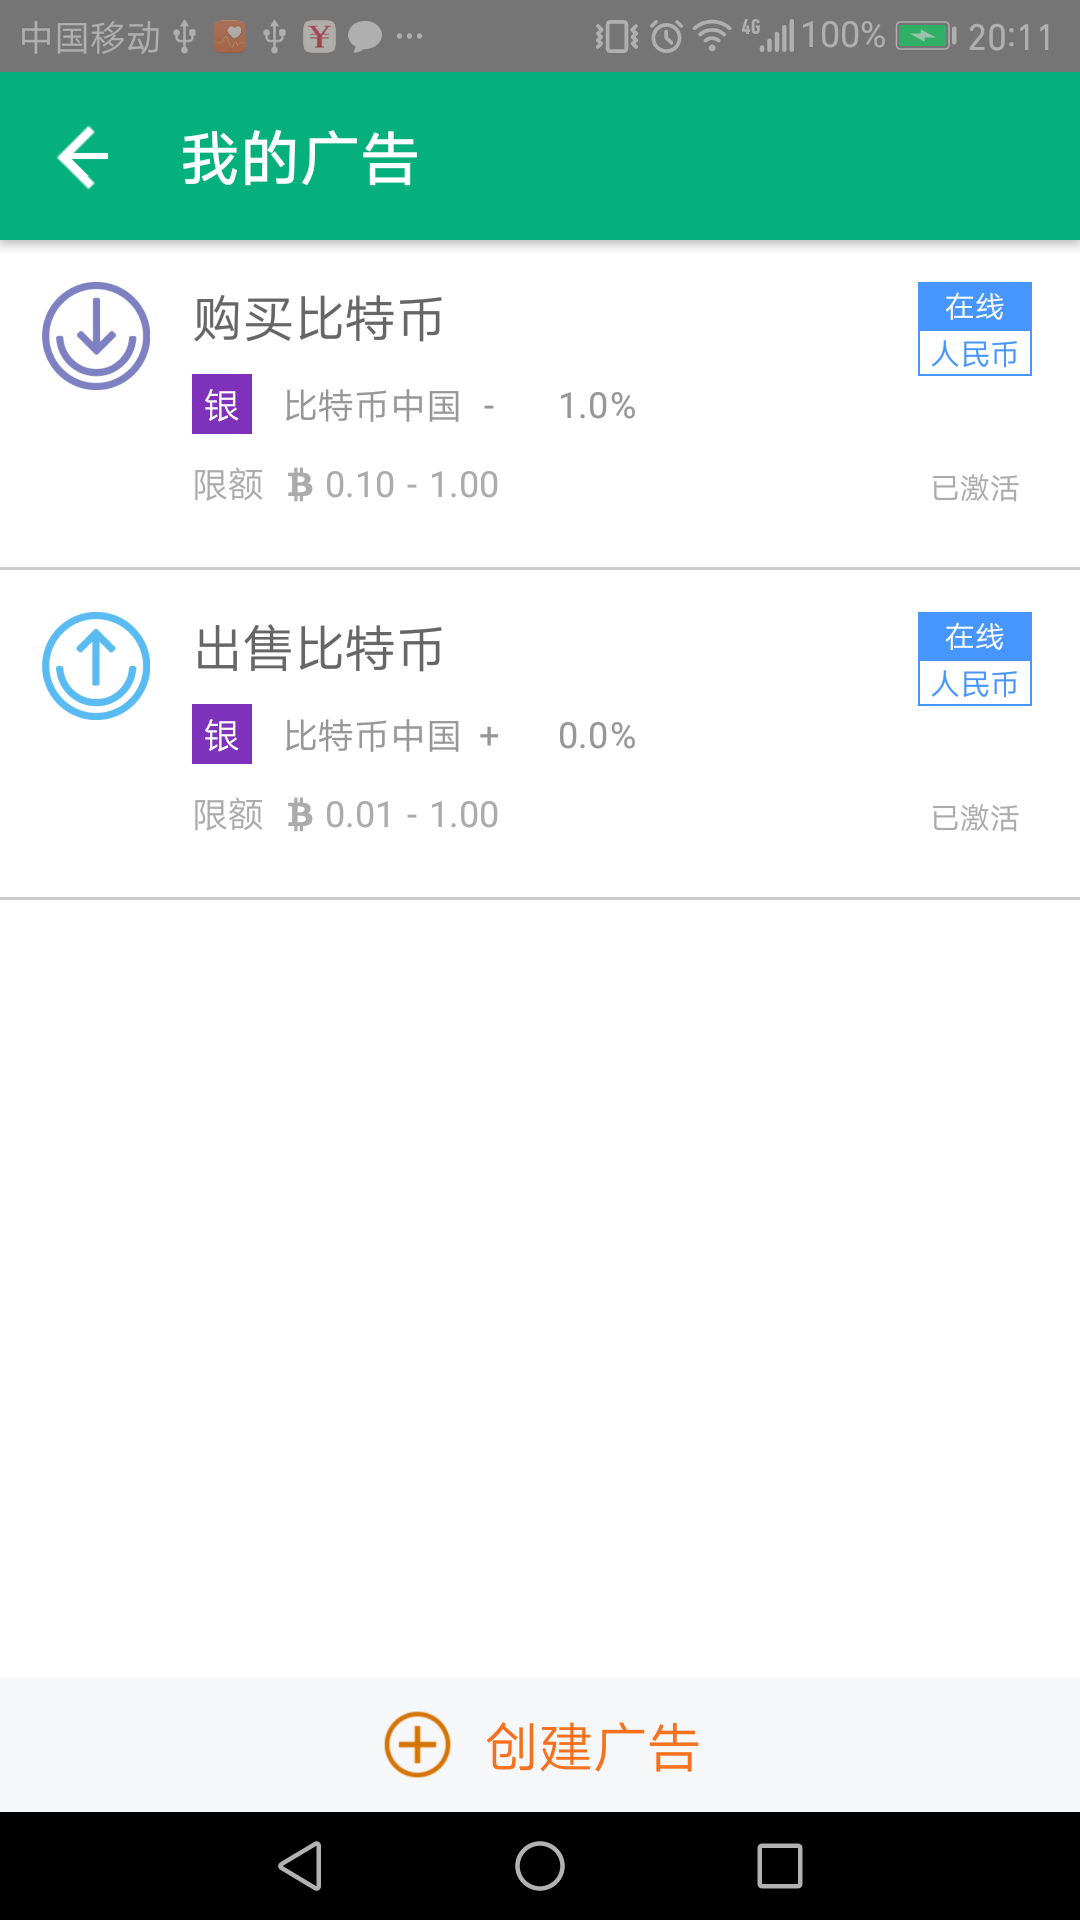 中国移动 ... 4G 100% 20:11
我的广告
购买比特币
在线
人民币
银 比特币中国 - 1.0%
限额 ₿ 0.10 - 1.00
已激活
出售比特币
在线
人民币
银 比特币中国 + 0.0%
限额 ₿ 0.01 - 1.00
已激活
创建广告